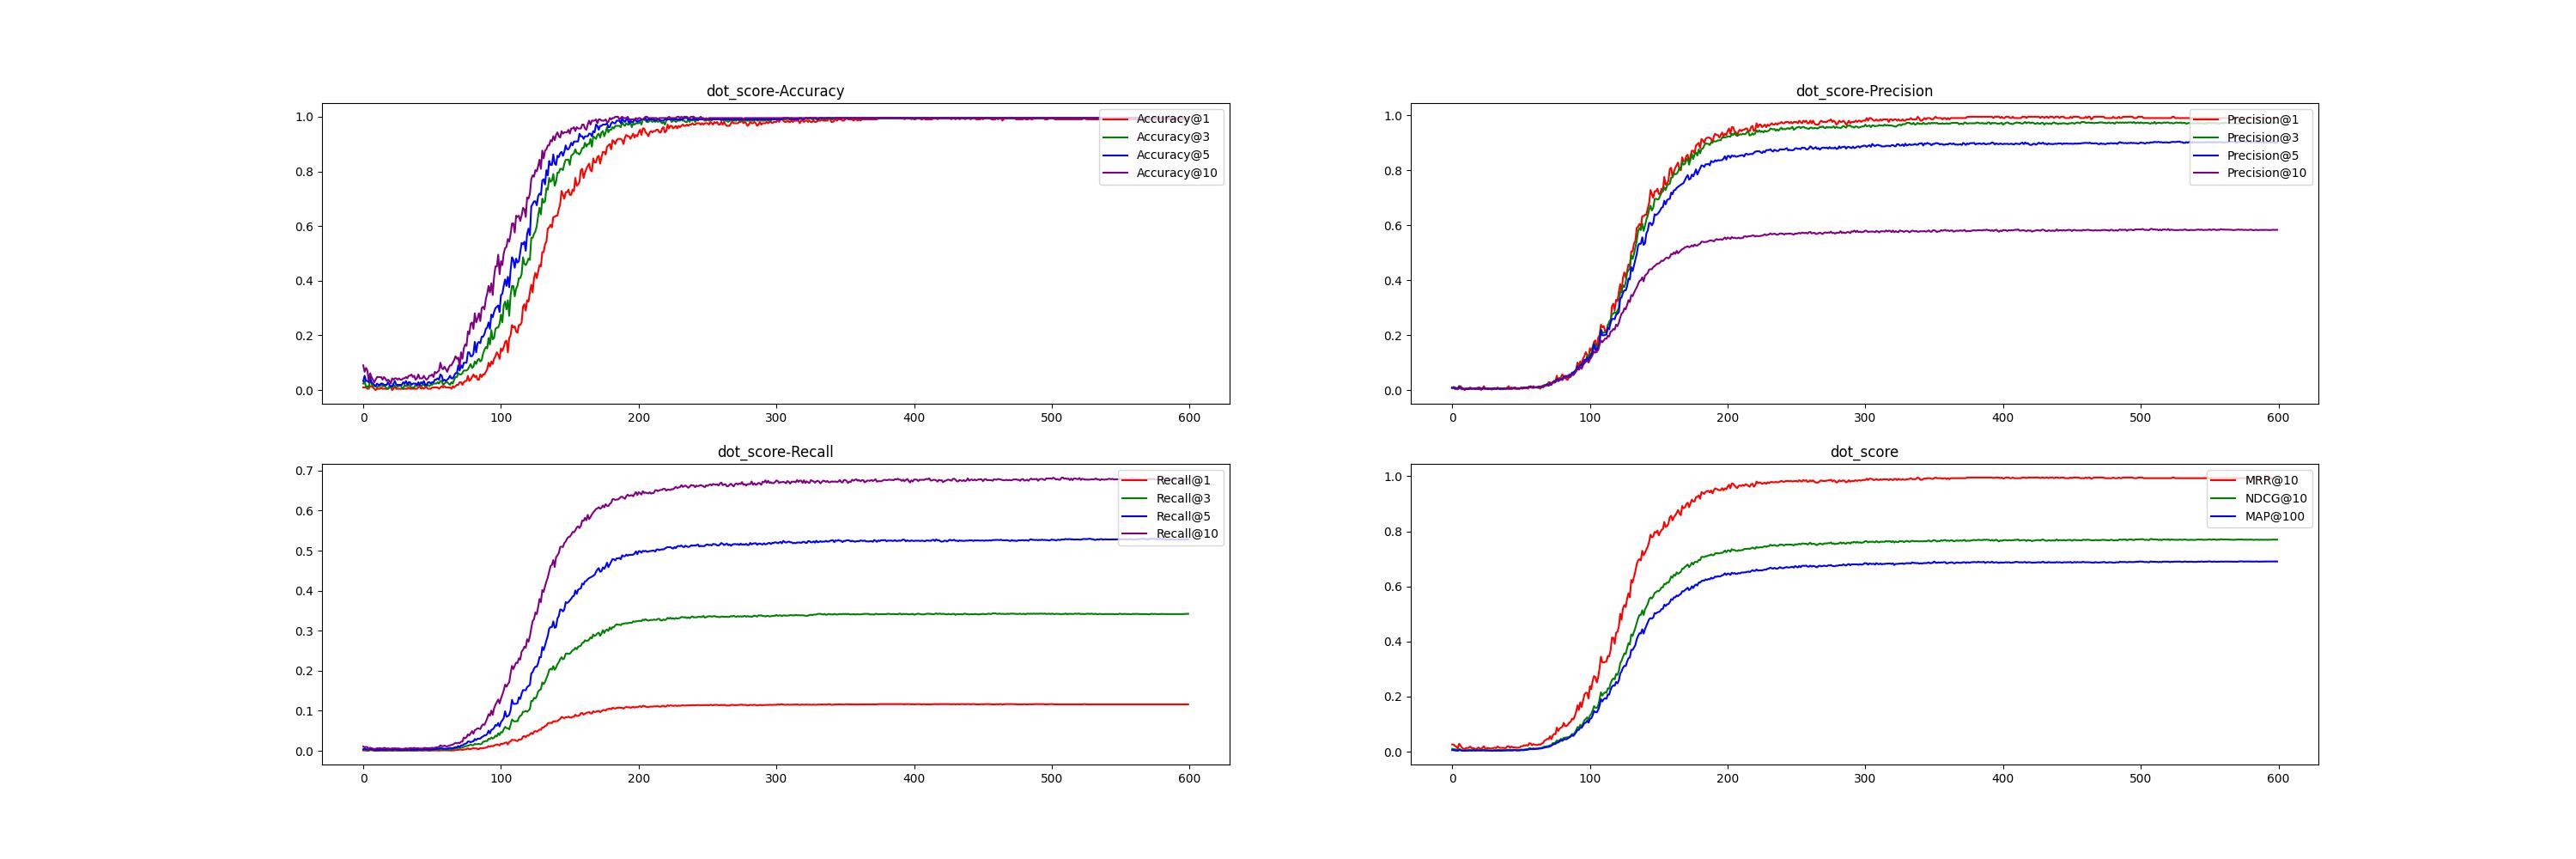 dot_score-Accuracy
1.0
0.8
0.6
0.4
0.2
0.0
0 100 200 300 400 500 600
Accuracy@1
Accuracy@3
Accuracy@5
Accuracy@10
dot_score-Precision
1.0
0.8
0.6
0.4
0.2
0.0
0 100 200 300 400 500 600
Precision@1
Precision@3
Precision@5
Precision@10
dot_score-Recall
0.7
0.6
0.5
0.4
0.3
0.2
0.1
0.0
0 100 200 300 400 500 600
Recall@1
Recall@3
Recall@5
Recall@10
dot_score
1.0
0.8
0.6
0.4
0.2
0.0
0 100 200 300 400 500 600
MRR@10
NDCG@10
MAP@100